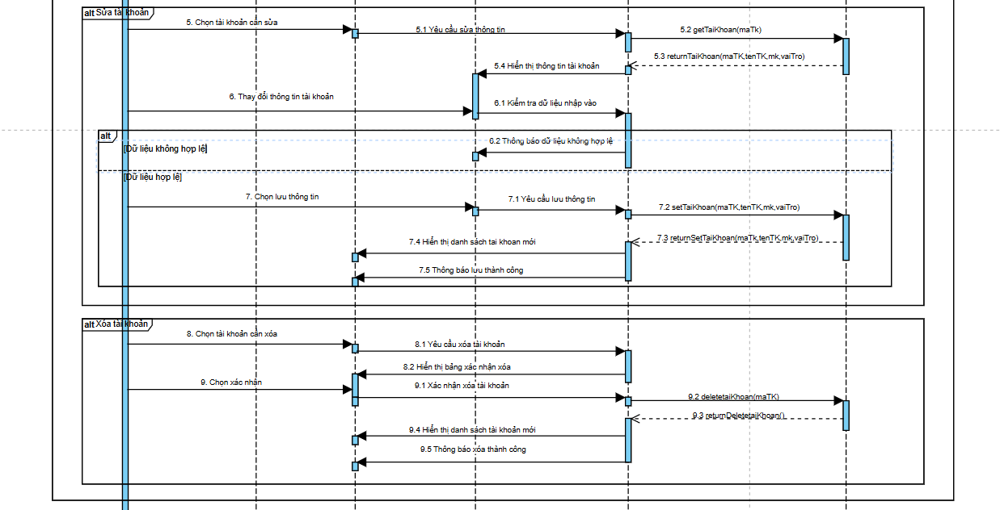 alt Sửa tài khoản
5. Chọn tài khoản cần sửa
5.1 Yêu cầu sửa thông tin
5.2 getTaiKhoan(maTk)
5.3 returnTaiKhoan(maTK,tenTK,mk,vaiTro)
5.4 Hiển thị thông tin tài khoản
6. Thay đổi thông tin tài khoản
6.1 Kiểm tra dữ liệu nhập vào
alt
6.2 Thông báo dữ liệu không hợp lệ
[Dữ liệu không hợp lệ]
[Dữ liệu hợp lệ]
7. Chọn lưu thông tin
7.1 Yêu cầu lưu thông tin
7.2 setTaiKhoan(maTK,tenTK,mk,vaiTro)
7.3 returnSetTaiKhoan(maTk,tenTK,mk,vaiTro)
7.4 Hiển thị danh sách tai khoan mới
7.5 Thông báo lưu thành công
alt Xóa tài khoản
8. Chọn tài khoản cần xóa
8.1 Yêu cầu xóa tài khoản
8.2 Hiển thị bảng xác nhận xóa
9. Chọn xác nhận
9.1 Xác nhận xóa tài khoản
9.2 deletetaiKhoan(maTK)
9.3 returnDeletetaiKhoan()
9.4 Hiển thị danh sách tài khoản mới
9.5 Thông báo xóa thành công